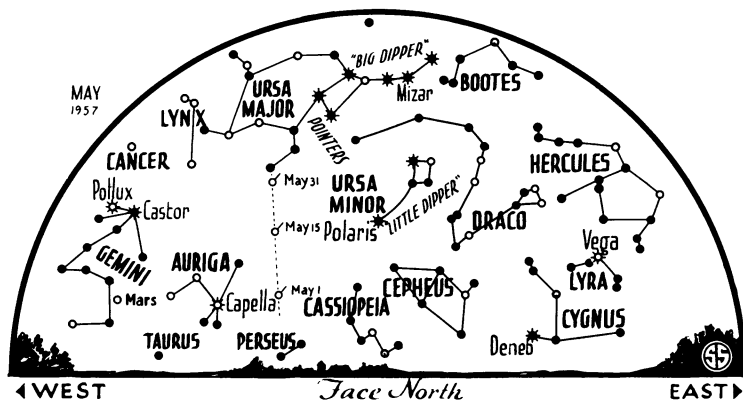 MAY
1957
"BIG DIPPER"
Mizar
BOOTES
URSA
MAJOR
LYNX
POINTERS
CANCER
Pollux
Castor
GEMINI
Mars
May 31
May 15
May 1
URSA
MINOR
Polaris
"LITTLE DIPPER"
DRACO
HERCULES
Vega
LYRA
AURIGA
Capella
CASSIOPEIA
CEPHEUS
CYGNUS
Deneb
TAURUS
PERSEUS
SS
WEST
Face North
EAST